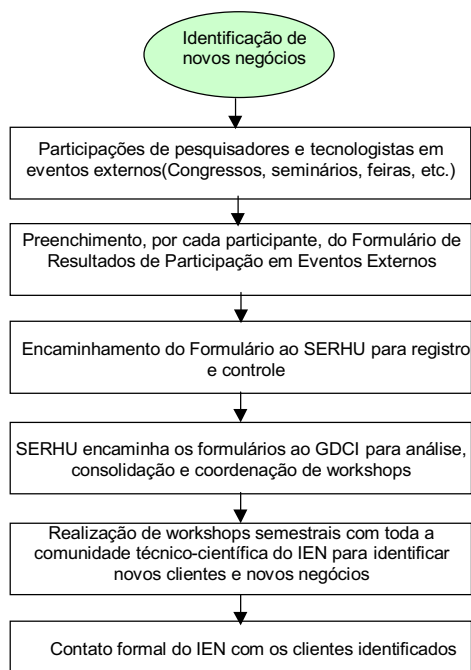 Identificação de
novos negócios
Participações de pesquisadores e tecnologistas em
eventos externos(Congressos, seminários, feiras, etc.)
Preenchimento, por cada participante, do Formulário de
Resultados de Participação em Eventos Externos
Encaminhamento do Formulário ao SERHU para registro
e controle
SERHU encaminha os formulários ao GDCI para análise,
consolidação e coordenação de workshops
Realização de workshops semestrais com toda a
comunidade técnico-científica do IEN para identificar
novos clientes e novos negócios
Contato formal do IEN com os clientes identificados